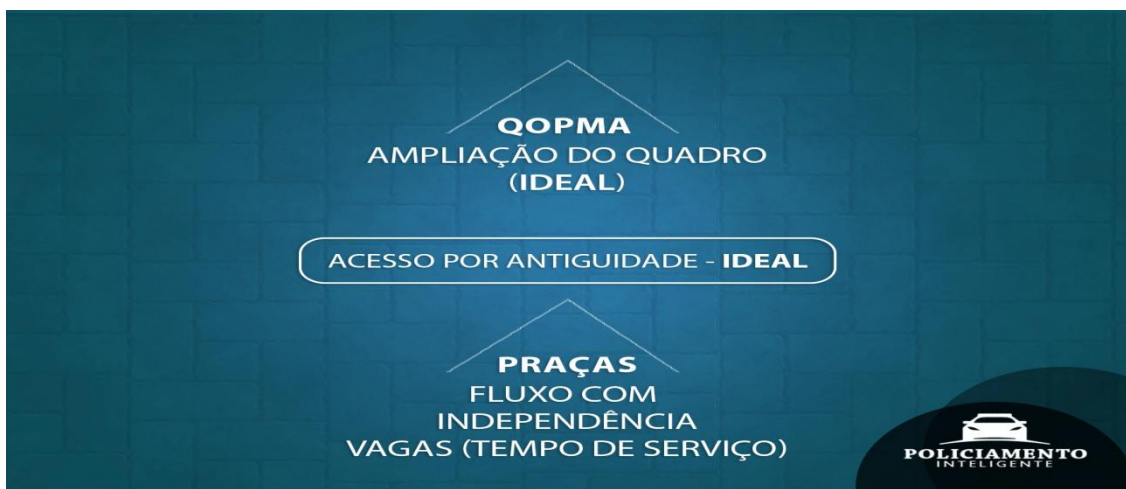 QOPMA
AMPLIAÇÃO DO QUADRO
(IDEAL)
ACESSO POR ANTIGUIDADE - IDEAL
PRAÇAS
FLUXO COM
INDEPENDÊNCIA
VAGAS (TEMPO DE SERVIÇO)
POLICIAMENTO
INTELIGENTE